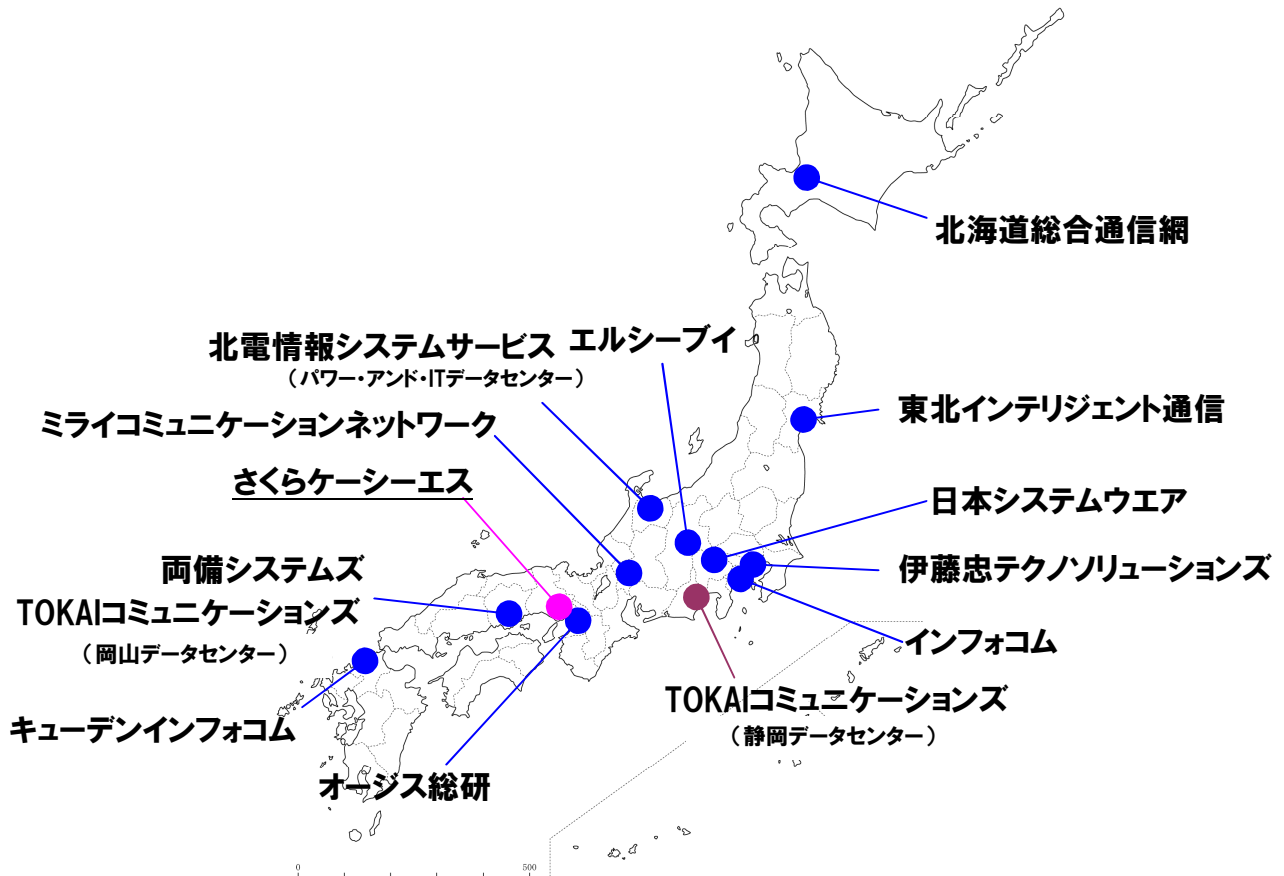 北海道総合通信網
北電情報システムサービス
（パワー・アンド・ITデータセンター）
エルシーブイ
ミライコミュニケーションネットワーク
東北インテリジェント通信
さくらケーシーエス
日本システムウエア
両備システムズ
伊藤忠テクノソリューションズ
TOKAIコミュニケーションズ
（岡山データセンター）
インフォコム
TOKAIコミュニケーションズ
（静岡データセンター）
キューデンインフォコム
オージス総研
0
500